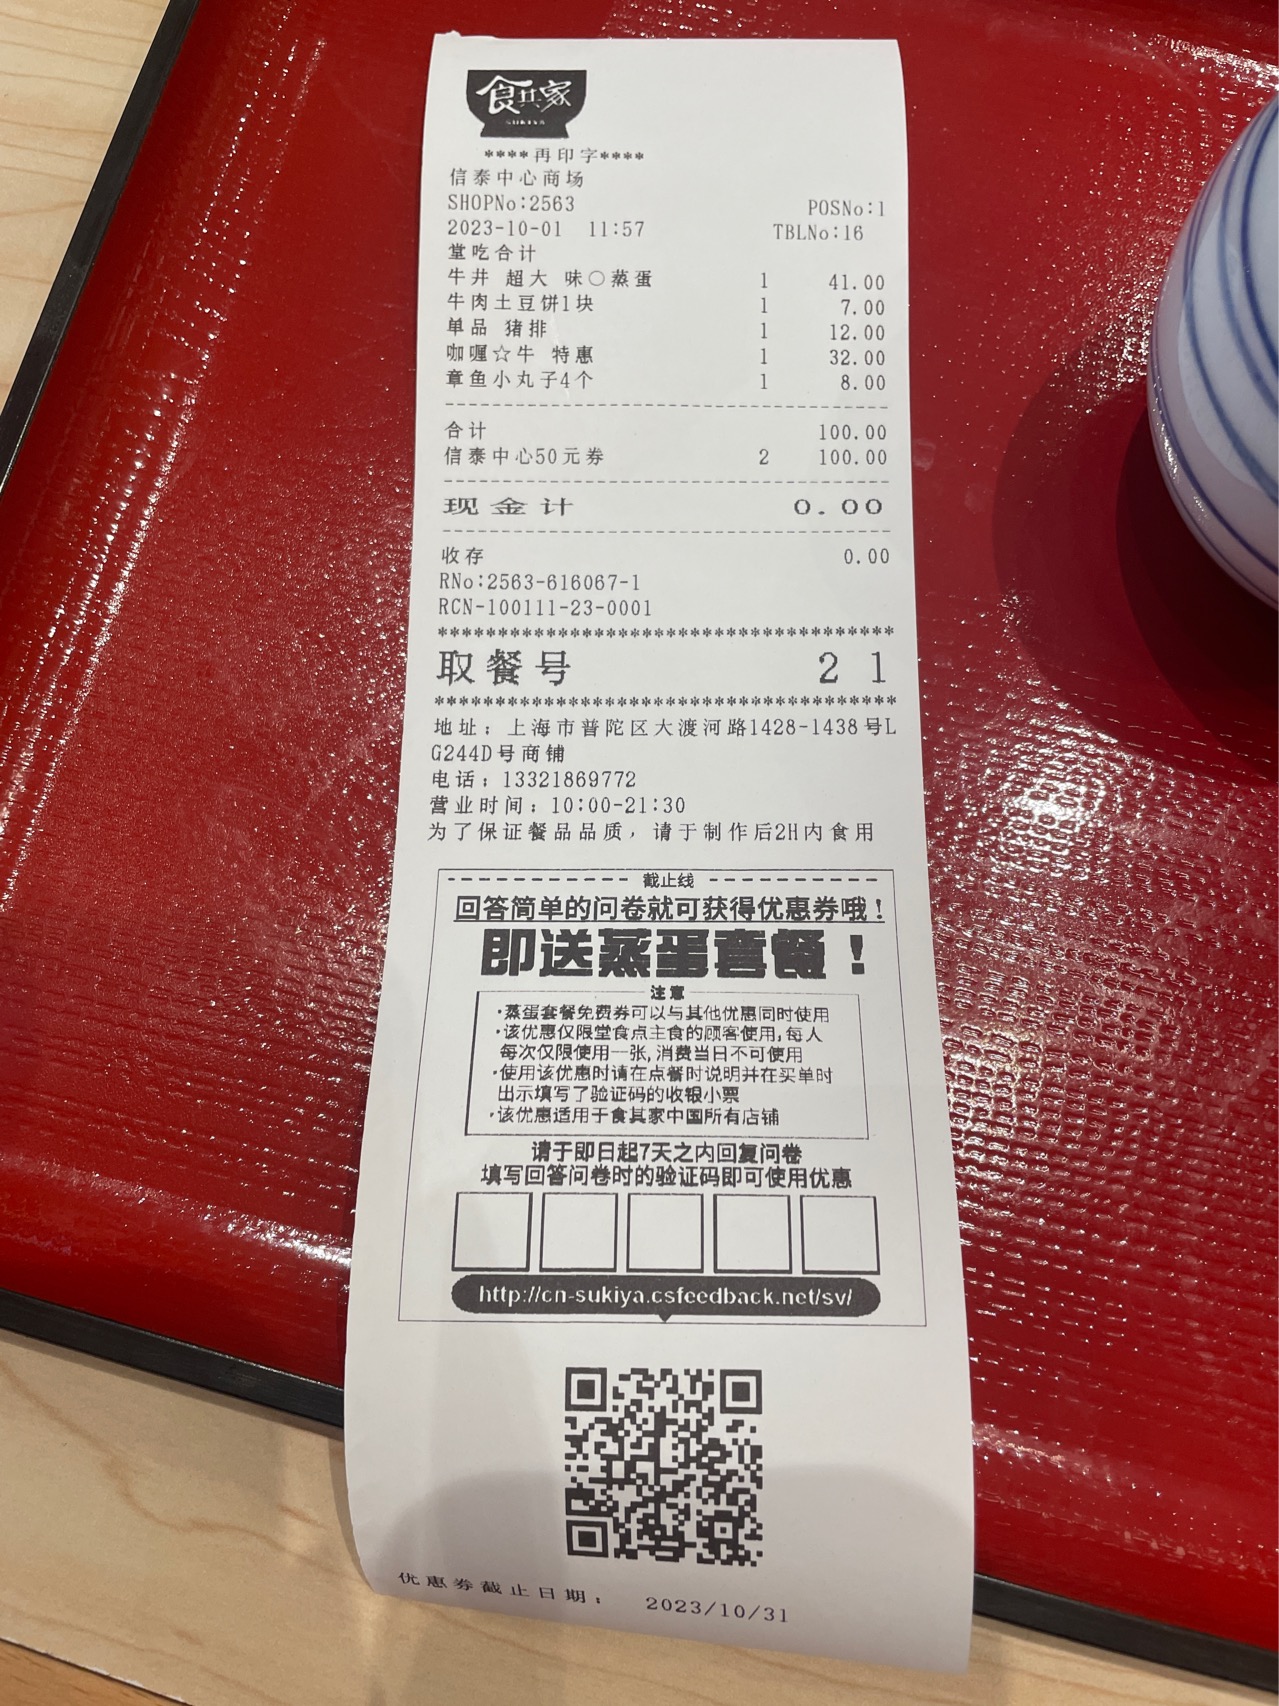 食其家
SUKIYA
****再印字****
信泰中心商场
SHOPNo:2563 POSNo:1
2023-10-01 11:57 TBLNo:16
堂吃合计
牛井 超大 味○蒸蛋 1 41.00
牛肉土豆饼1块 1 7.00
单品 猪排 1 12.00
咖喱☆牛 特惠 1 32.00
章鱼小丸子4个 1 8.00
合计 100.00
信泰中心50元券 2 100.00
现金计 0.00
收存 0.00
RNo:2563-616067-1
RCN-100111-23-0001
取餐号 21
地址：上海市普陀区大渡河路1428-1438号L
G244D号商铺
电话：13321869772
营业时间：10:00-21:30
为了保证餐品品质，请于制作后2H内食用
截止线
回答简单的问卷就可获得优惠券哦！
即送蒸蛋套餐！
注意
·蒸蛋套餐免费券可以与其他优惠同时使用
·该优惠仅限堂食点主食的顾客使用,每人
每次仅限使用一张,消费当日不可使用
·使用该优惠时请在点餐时说明并在买单时
出示填写了验证码的收银小票
·该优惠适用于食其家中国所有店铺
请于即日起7天之内回复问卷
填写回答问卷时的验证码即可使用优惠
http://cn-sukiya.csfeedback.net/sv/
优惠券截止日期： 2023/10/31